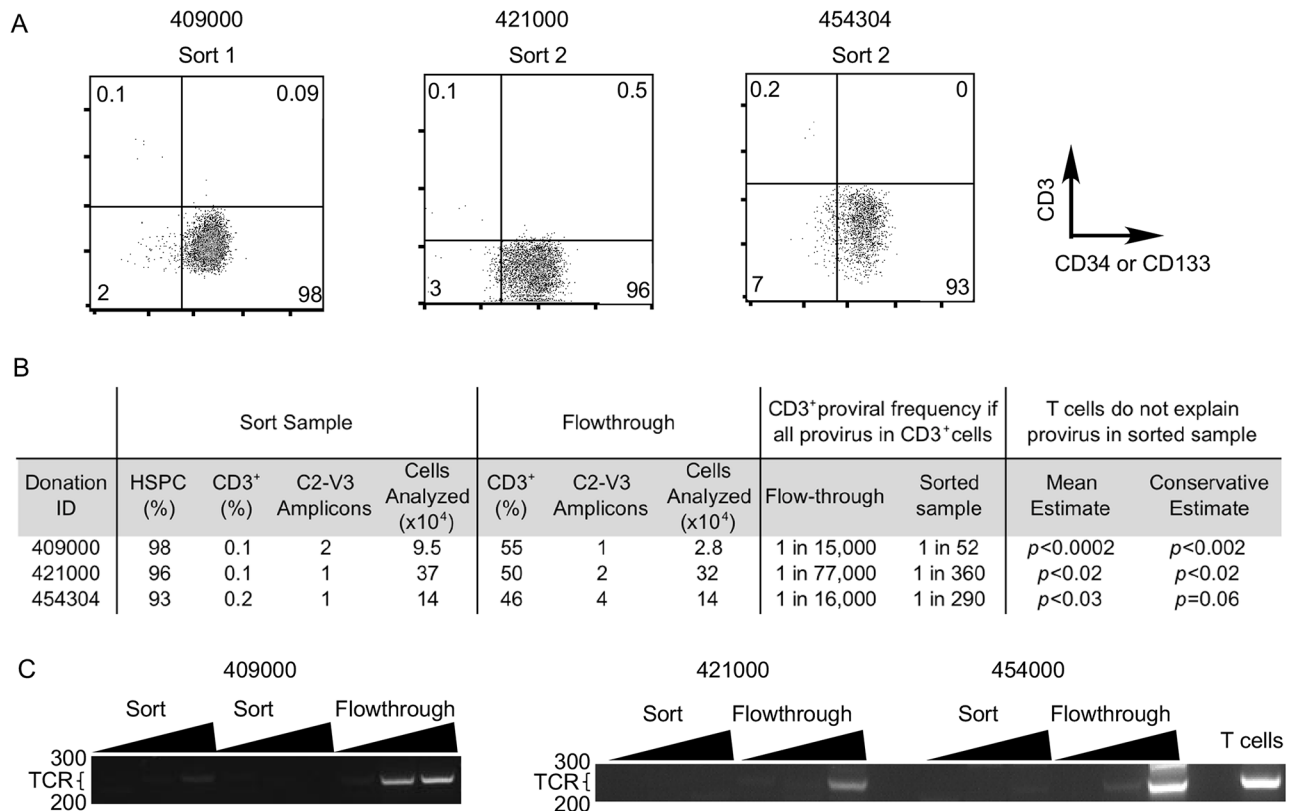 A
409000
Sort 1
0.1
0.09
2
98
421000
Sort 2
0.1
0.5
3
96
454304
Sort 2
0.2
0
7
93
CD3
CD34 or CD133
B
Sort Sample
Flowthrough
CD3⁺proviral frequency if
all provirus in CD3⁺cells
T cells do not explain
provirus in sorted sample
Donation ID | HSPC (%) | CD3⁺ (%) | C2-V3 Amplicons | Cells Analyzed (x10⁴) | CD3⁺ (%) | C2-V3 Amplicons | Cells Analyzed (x10⁴) | Flow-through | Sorted sample | Mean Estimate | Conservative Estimate
409000 98 0.1 2 9.5 55 1 2.8 1 in 15,000 1 in 52 p<0.0002 p<0.002
421000 96 0.1 1 37 50 2 32 1 in 77,000 1 in 360 p<0.02 p<0.02
454304 93 0.2 1 14 46 4 14 1 in 16,000 1 in 290 p<0.03 p=0.06
C
409000
Sort Sort Flowthrough
300
TCR{
200
421000 454000
Sort Flowthrough Sort Flowthrough T cells
300
TCR{
200